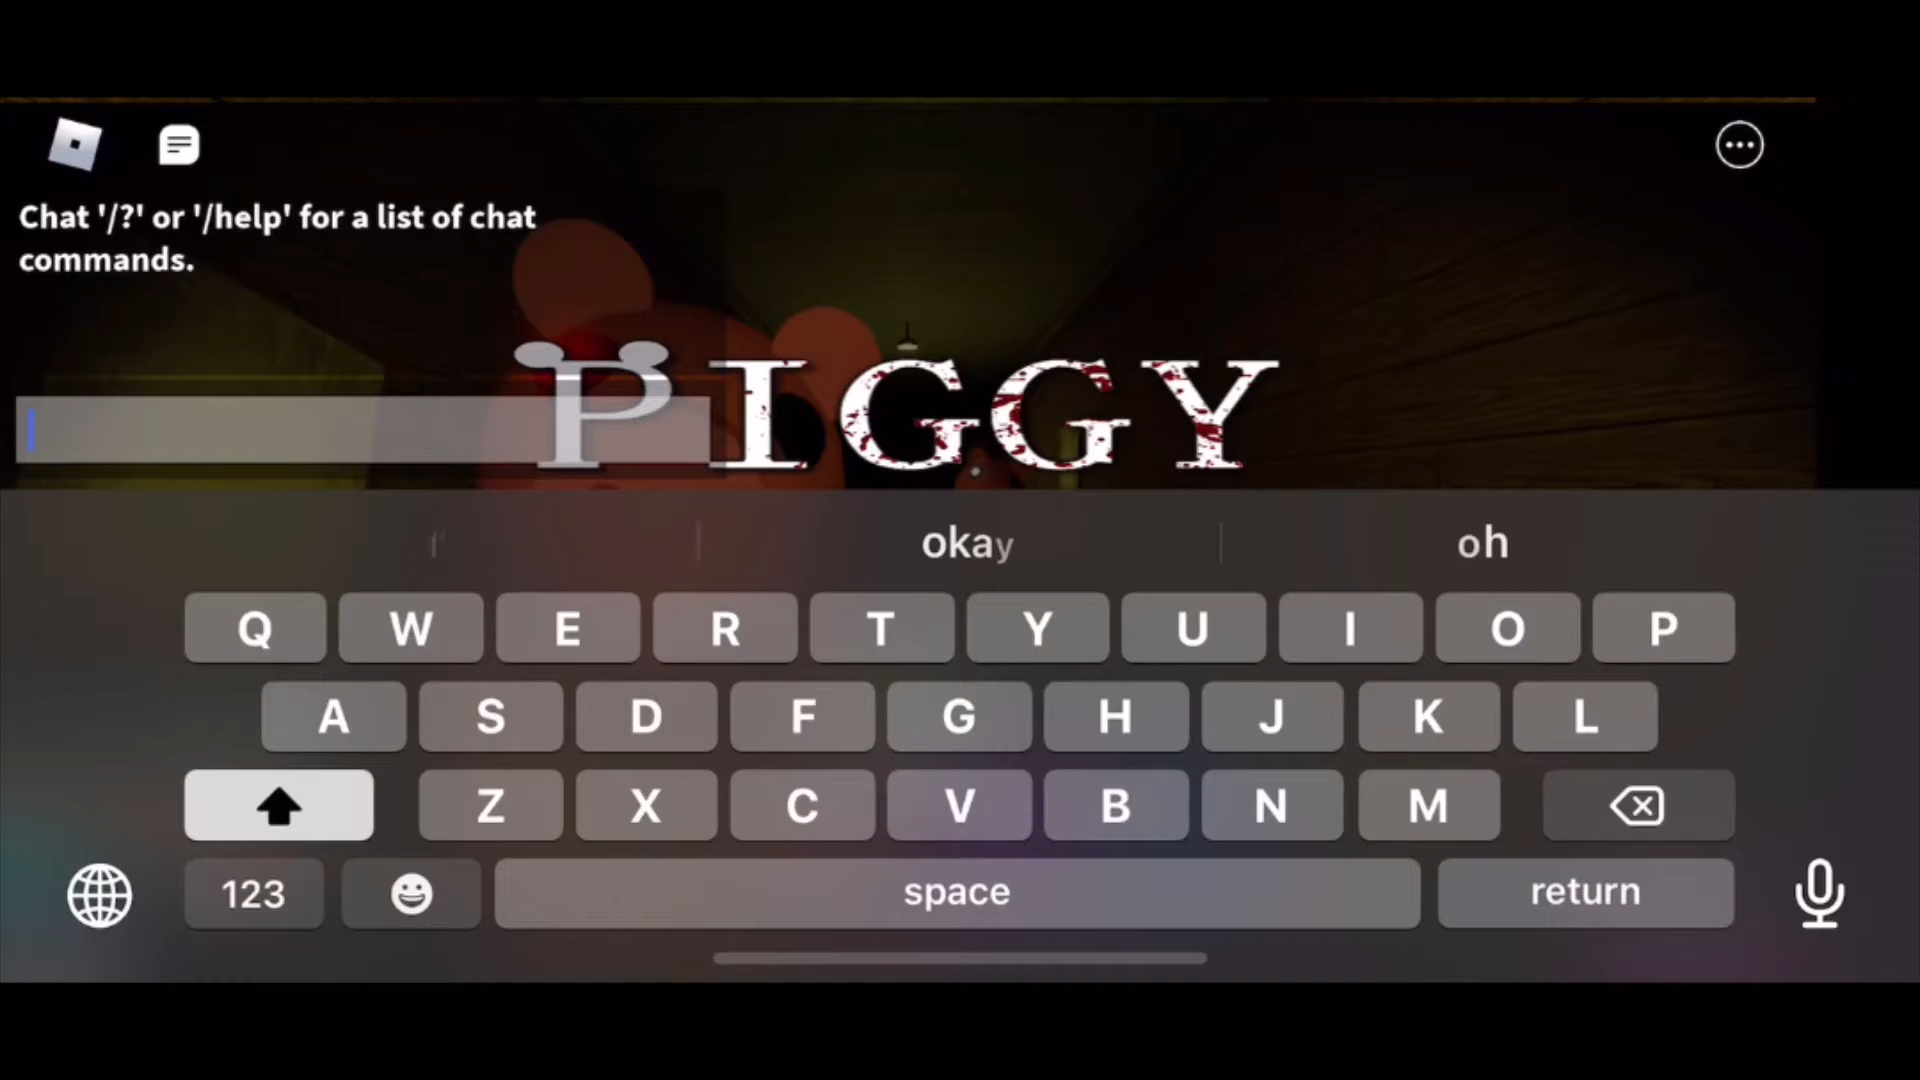 Chat '/?' or '/help' for a list of chat
commands.
PIGGY
okay
oh
Q W E R T Y U I O P
A S D F G H J K L
Z X C V B N M
123
space
return